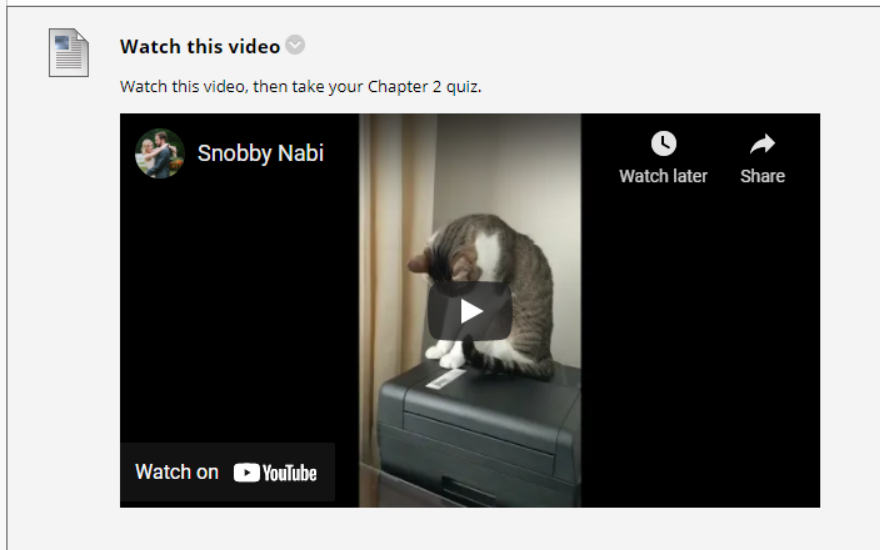 Watch this video
Watch this video, then take your Chapter 2 quiz.
Snobby Nabi
Watch later
Share
Watch on YouTube